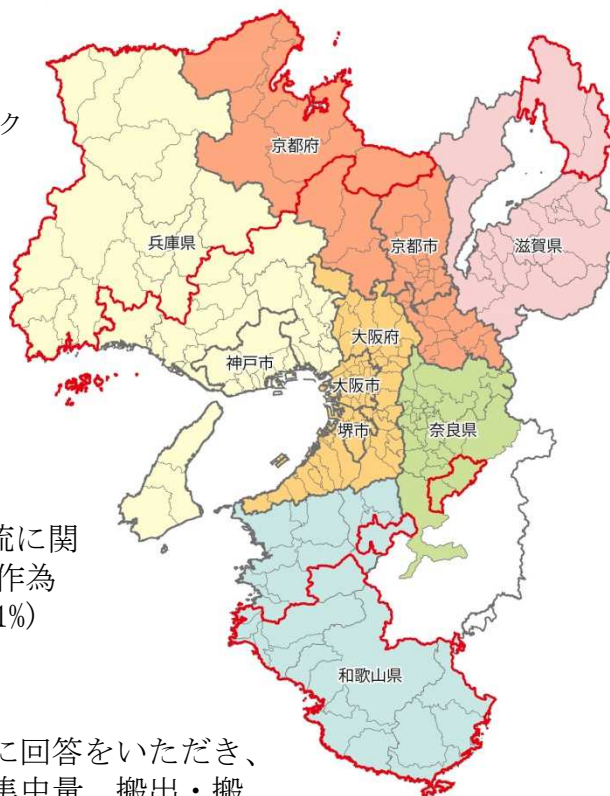 ク
京都府
京都市
滋賀県
兵庫県
大阪府
神戸市
大阪市
堺市
奈良県
流に関
作為
1%)
和歌山県
に回答をいただき、
集中量、搬出・搬